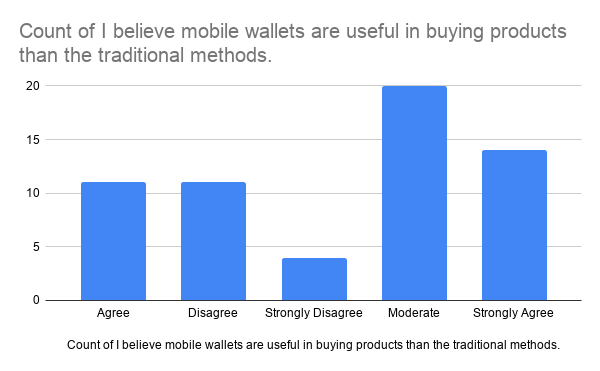 Count of I believe mobile wallets are useful in buying products
than the traditional methods.
20
15
10
5
0
Agree
Disagree
Strongly Disagree
Moderate
Strongly Agree
Count of I believe mobile wallets are useful in buying products than the traditional methods.